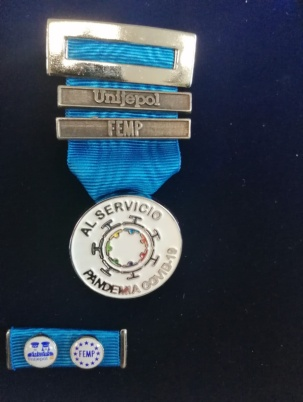 Unijepol
FEMP
AL SERVICIO
PANDEMIA COVID-19
FEMP